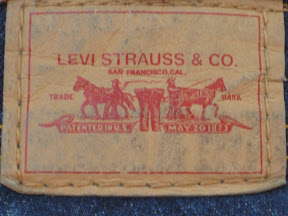 LEVI STRAUSS & CO.
SAN FRANCISCO, CAL.
TRADE MARK
PATENTED IN U.S. MAY 20 1873